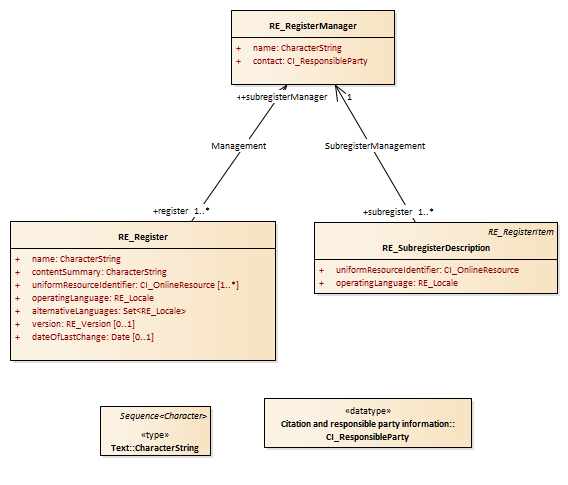 RE_RegisterManager
+ name: CharacterString
+ contact: CI_ResponsibleParty
++subregisterManager 1
Management
SubregisterManagement
+register 1..*
+subregister 1..*
RE_Register
+ name: CharacterString
+ contentSummary: CharacterString
+ uniformResourceIdentifier: CI_OnlineResource [1..*]
+ operatingLanguage: RE_Locale
+ alternativeLanguages: Set<RE_Locale>
+ version: RE_Version [0..1]
+ dateOfLastChange: Date [0..1]
RE_RegisterItem
RE_SubregisterDescription
+ uniformResourceIdentifier: CI_OnlineResource
+ operatingLanguage: RE_Locale
Sequence<Character>
«type»
Text::CharacterString
«datatype»
Citation and responsible party information::
CI_ResponsibleParty